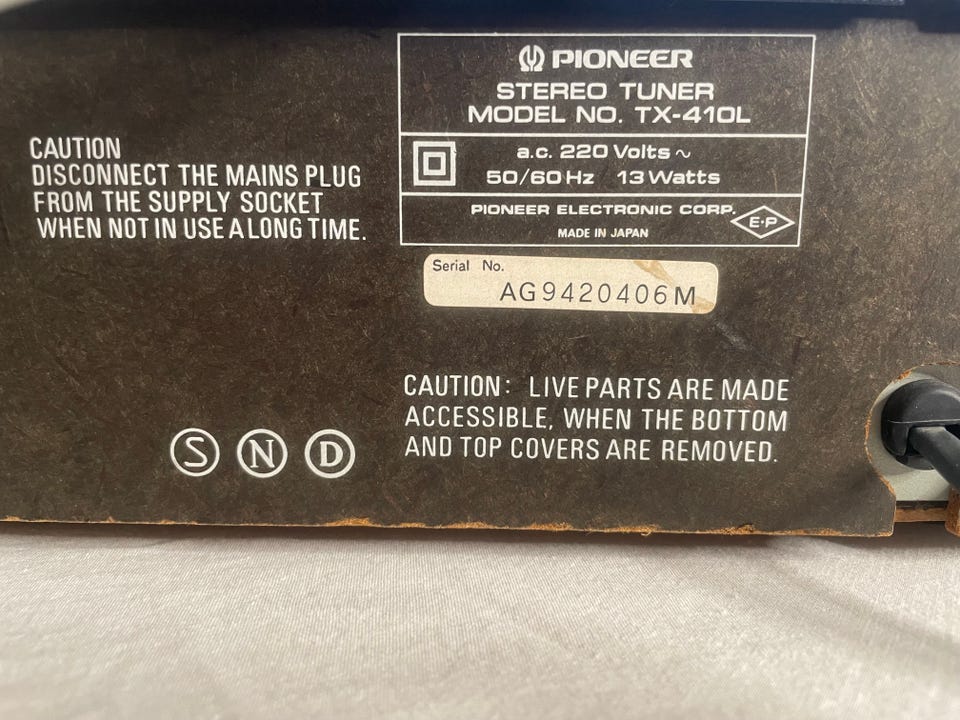 PIONEER
STEREO TUNER
MODEL NO. TX-410L
a.c. 220 Volts ~
50/60 Hz 13 Watts
PIONEER ELECTRONIC CORP.
E·P
MADE IN JAPAN
CAUTION
DISCONNECT THE MAINS PLUG
FROM THE SUPPLY SOCKET
WHEN NOT IN USE A LONG TIME.
Serial No.
AG9420406M
CAUTION: LIVE PARTS ARE MADE
ACCESSIBLE, WHEN THE BOTTOM
AND TOP COVERS ARE REMOVED.
S N D